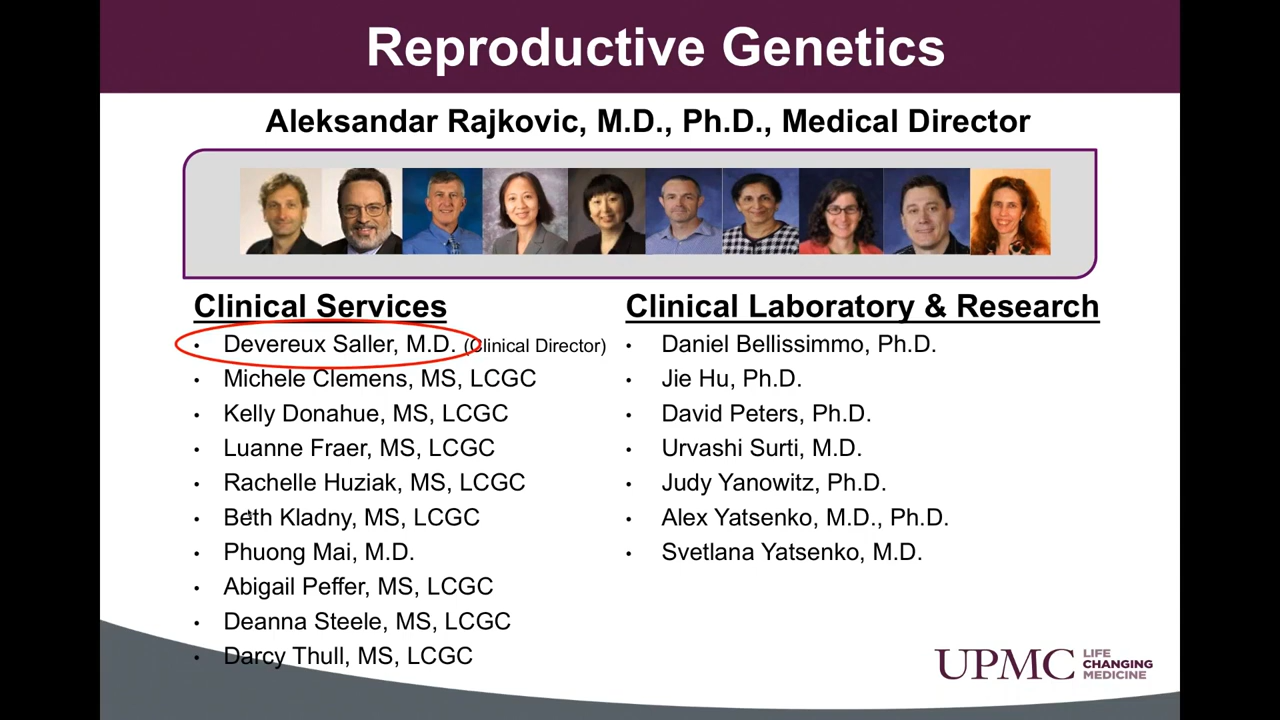 Reproductive Genetics
Aleksandar Rajkovic, M.D., Ph.D., Medical Director
Clinical Services
• Devereux Saller, M.D. (Clinical Director)
• Michele Clemens, MS, LCGC
• Kelly Donahue, MS, LCGC
• Luanne Fraer, MS, LCGC
• Rachelle Huziak, MS, LCGC
• Beth Kladny, MS, LCGC
• Phuong Mai, M.D.
• Abigail Peffer, MS, LCGC
• Deanna Steele, MS, LCGC
• Darcy Thull, MS, LCGC
Clinical Laboratory & Research
• Daniel Bellissimmo, Ph.D.
• Jie Hu, Ph.D.
• David Peters, Ph.D.
• Urvashi Surti, M.D.
• Judy Yanowitz, Ph.D.
• Alex Yatsenko, M.D., Ph.D.
• Svetlana Yatsenko, M.D.
UPMC
LIFE
CHANGING
MEDICINE